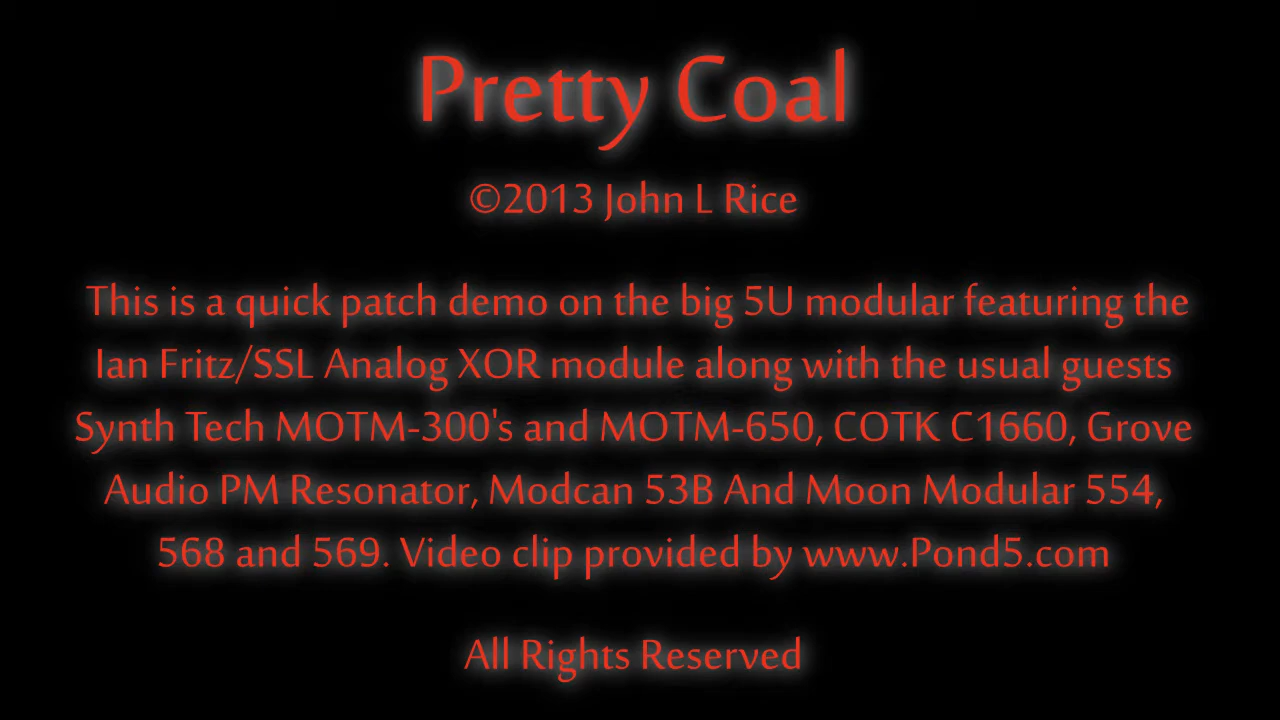 Pretty Coal
©2013 John L Rice
This is a quick patch demo on the big 5U modular featuring the
Ian Fritz/SSL Analog XOR module along with the usual guests
Synth Tech MOTM-300's and MOTM-650, COTK C1660, Grove
Audio PM Resonator, Modcan 53B And Moon Modular 554,
568 and 569. Video clip provided by www.Pond5.com
All Rights Reserved